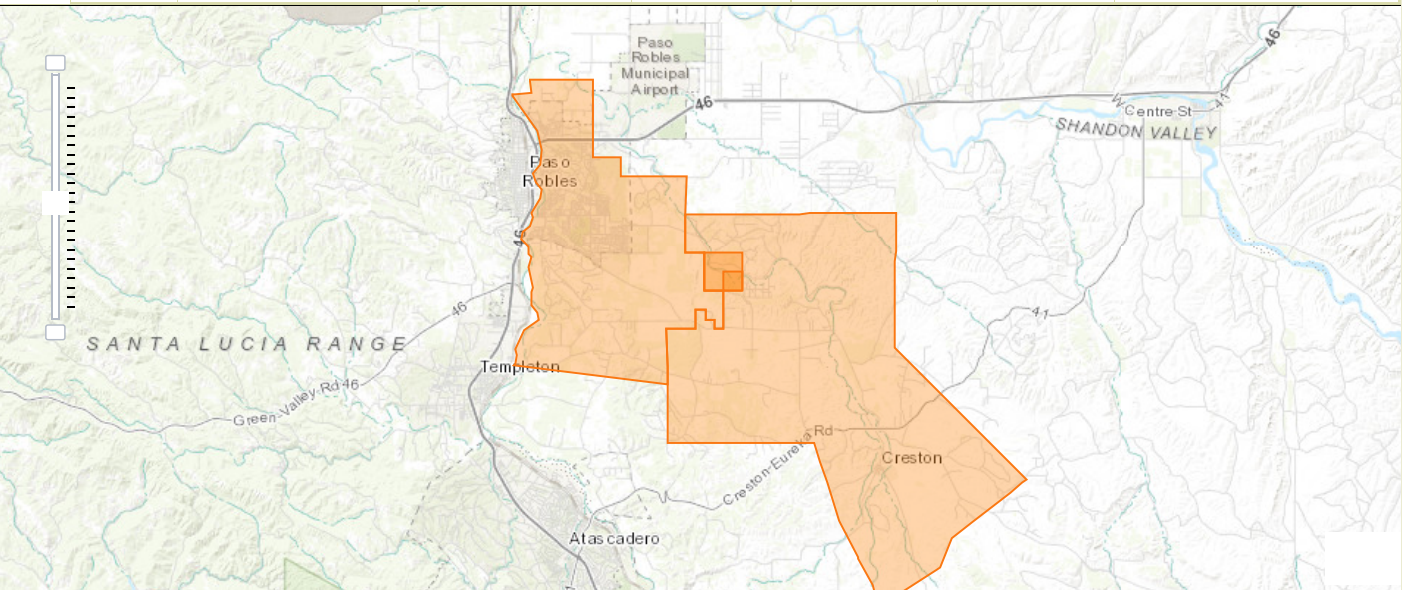 46
Paso
Robles
Municipal
Airport
46
W Centre St
41
SHANDON VALLEY
Paso
Robles
46
46
41
SANTA LUCIA RANGE
Templeton
Green-Valley-Rd-46
Creston-Eureka Rd
Creston
Atascadero